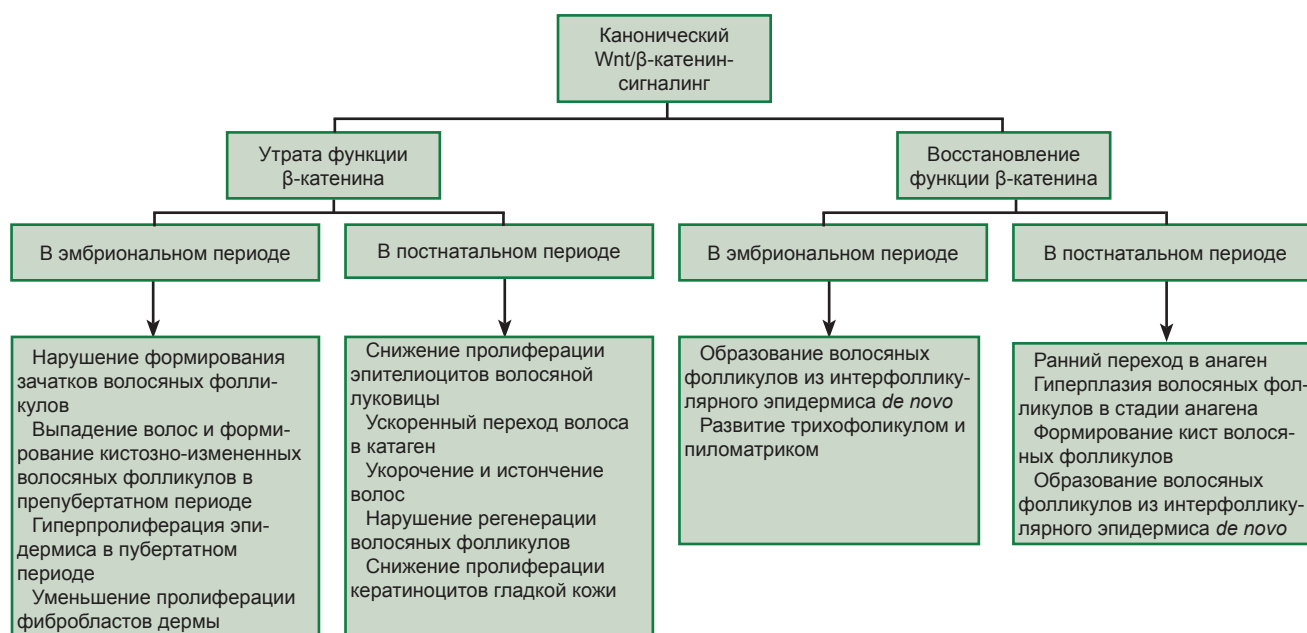 Канонический
Wnt/β-катенин-
сигналинг
Утрата функции
β-катенина
Восстановление
функции β-катенина
В эмбриональном периоде
В постнатальном периоде
В эмбриональном периоде
В постнатальном периоде
Нарушение формирования
зачатков волосяных фолли-
кулов
Выпадение волос и форми-
рование кистозно-измененных
волосяных фолликулов в
препубертатном периоде
Гиперпролиферация эпи-
дермиса в пубертатном
периоде
Уменьшение пролиферации
фибробластов дермы
Снижение пролиферации
эпителиоцитов волосяной
луковицы
Ускоренный переход волоса
в катаген
Укорочение и истончение
волос
Нарушение регенерации
волосяных фолликулов
Снижение пролиферации
кератиноцитов гладкой кожи
Образование волосяных
фолликулов из интерфоллику-
лярного эпидермиса de novo
Развитие трихофоликулом и
пиломатриком
Ранний переход в анаген
Гиперплазия волосяных фол-
ликулов в стадии анагена
Формирование кист волося-
ных фолликулов
Образование волосяных
фолликулов из интерфоллику-
лярного эпидермиса de novo